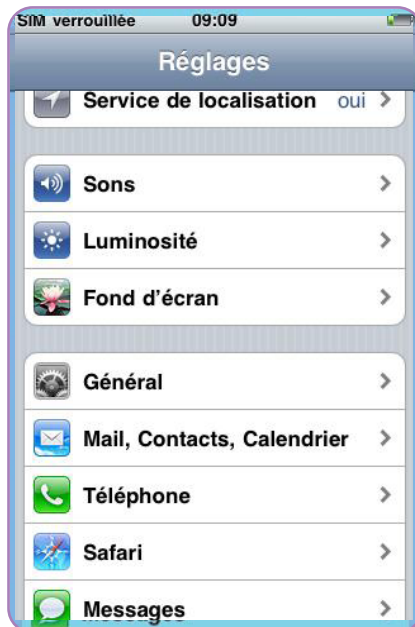 SIM verrouillée 09:09
Réglages
Service de localisation oui
Sons
Luminosité
Fond d'écran
Général
Mail, Contacts, Calendrier
Téléphone
Safari
Messages